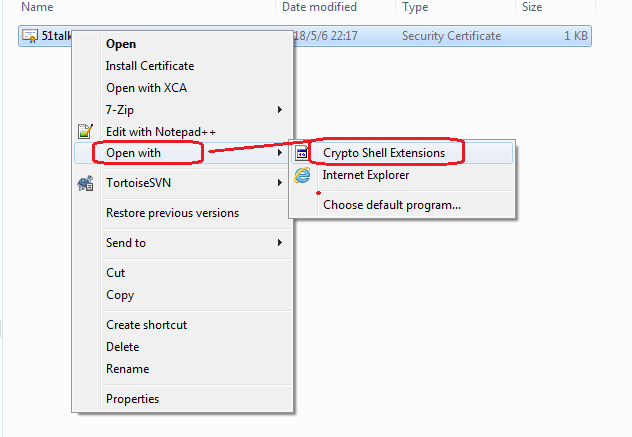 Name Date modified Type Size
51talk 18/5/6 22:17 Security Certificate 1 KB
Open
Install Certificate
Open with XCA
7-Zip
Edit with Notepad++
Open with
Crypto Shell Extensions
Internet Explorer
Choose default program...
TortoiseSVN
Restore previous versions
Send to
Cut
Copy
Create shortcut
Delete
Rename
Properties